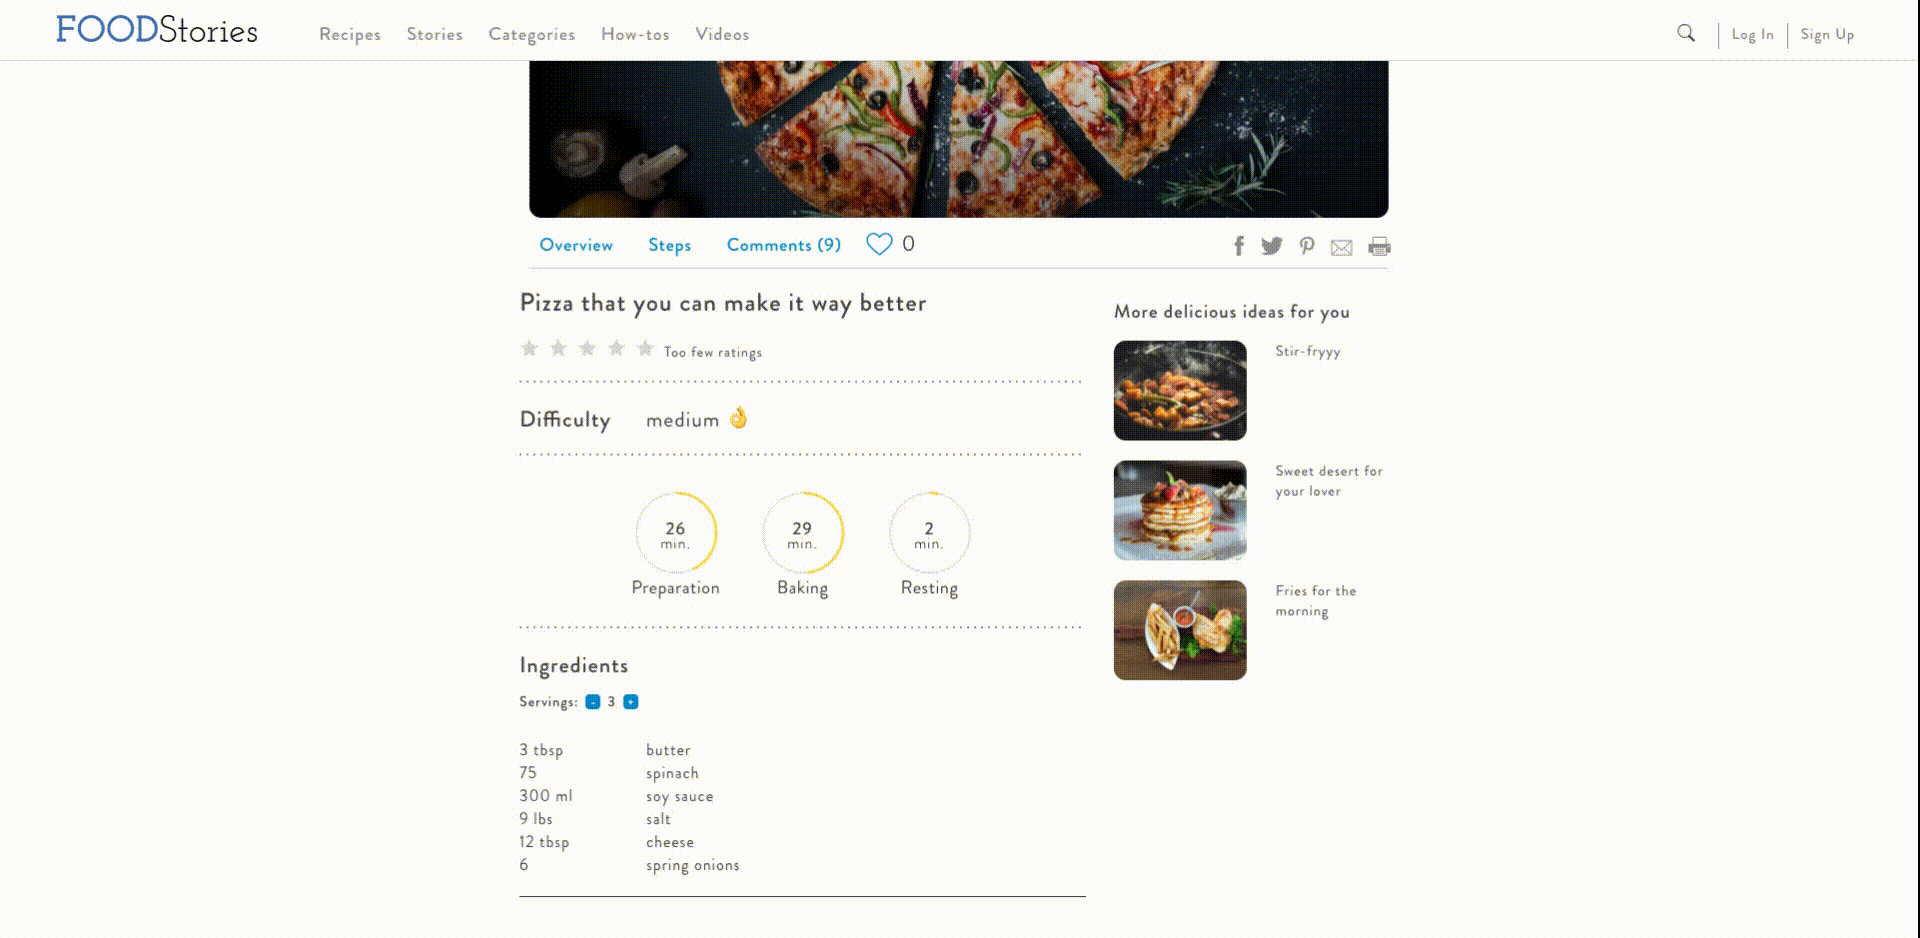 FOODStories Recipes Stories Categories How-tos Videos Log In Sign Up
Overview Steps Comments (9) 0
Pizza that you can make it way better
Too few ratings
Difficulty medium 👌
26 min. Preparation
29 min. Baking
2 min. Resting
Ingredients
Servings: - 3 +
3 tbsp butter
75 spinach
300 ml soy sauce
9 lbs salt
12 tbsp cheese
6 spring onions
More delicious ideas for you
Stir-fryyy
Sweet desert for
your lover
Fries for the
morning